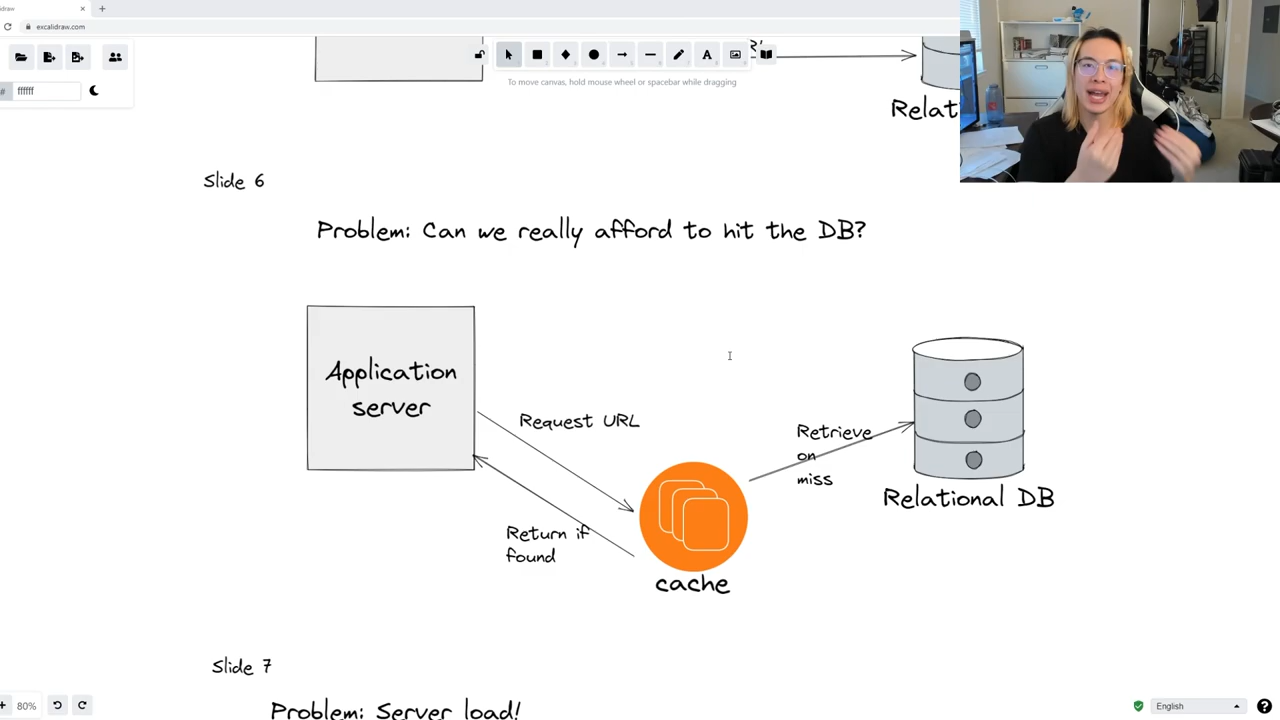 idraw
excalidraw.com
A
R'
To move canvas, hold mouse wheel or spacebar while dragging
#
ffffff
Relat
Slide 6
Problem: Can we really afford to hit the DB?
Application
server
Request URL
Retrieve
on
miss
Relational DB
Return if
found
cache
Slide 7
Problem: Server load!
80%
English